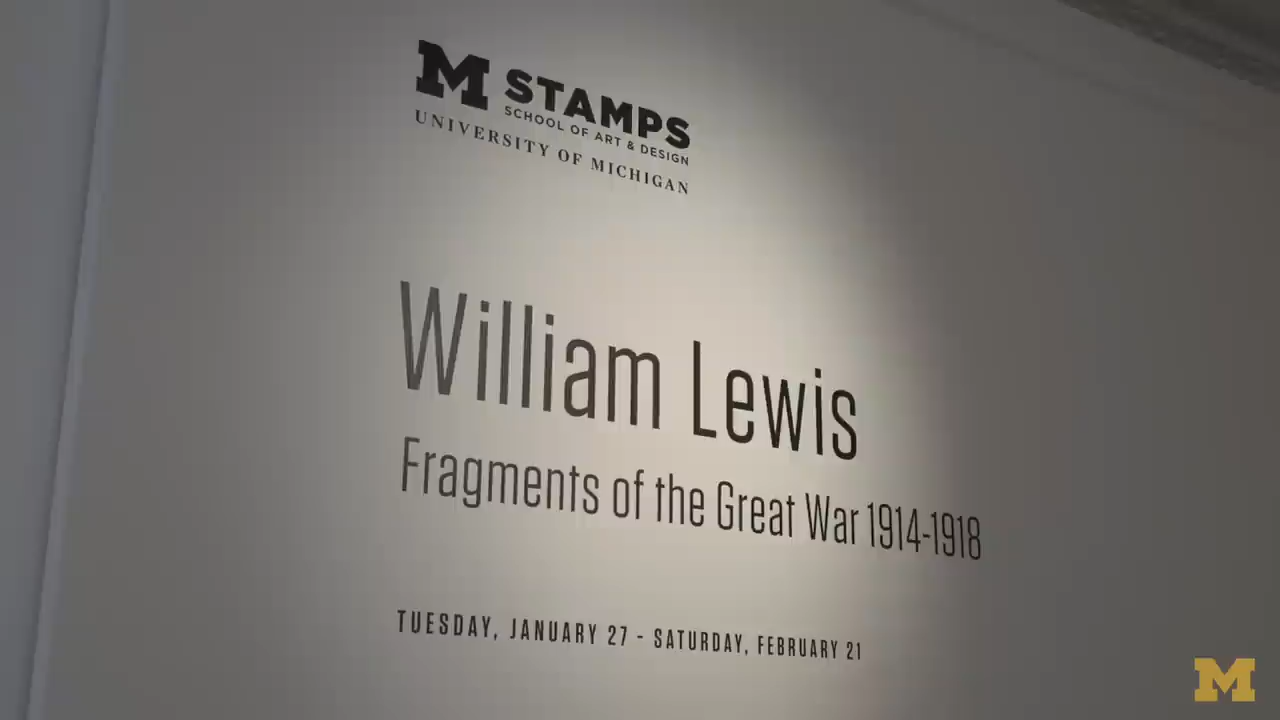 M STAMPS
SCHOOL OF ART & DESIGN
UNIVERSITY OF MICHIGAN
William Lewis
Fragments of the Great War 1914-1918
TUESDAY, JANUARY 27 - SATURDAY, FEBRUARY 21
M